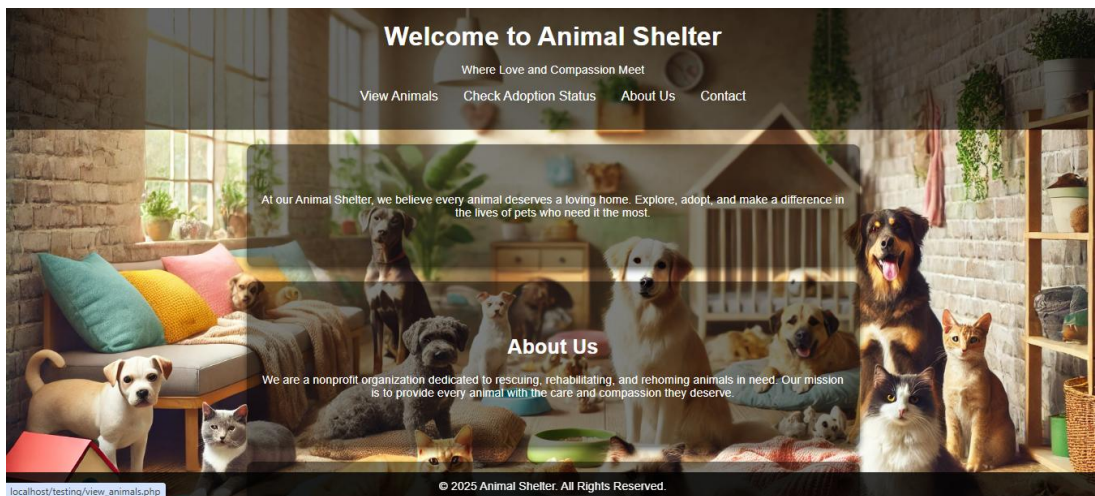 Welcome to Animal Shelter
Where Love and Compassion Meet
View Animals Check Adoption Status About Us Contact
At our Animal Shelter, we believe every animal deserves a loving home. Explore, adopt, and make a difference in
the lives of pets who need it the most.
About Us
We are a nonprofit organization dedicated to rescuing, rehabilitating, and rehoming animals in need. Our mission
is to provide every animal with the care and compassion they deserve.
© 2025 Animal Shelter. All Rights Reserved.
localhost/testing/view_animals.php